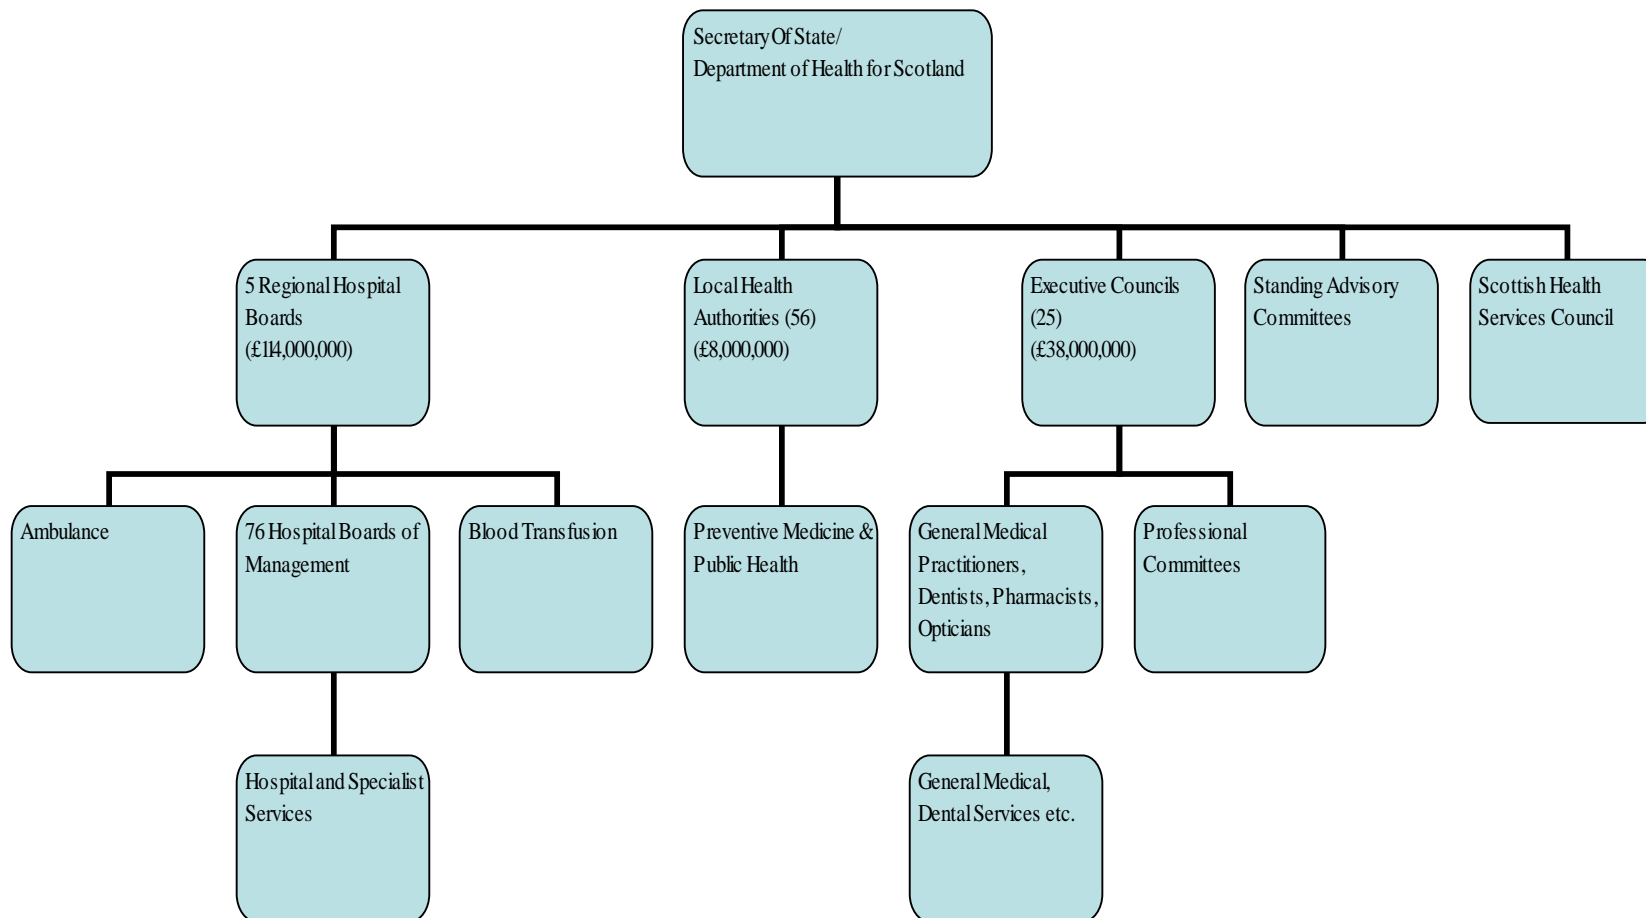 Secretary Of State/
Department of Health for Scotland
5 Regional Hospital
Boards
(£114,000,000)
Local Health
Authorities (56)
(£8,000,000)
Executive Councils
(25)
(£38,000,000)
Standing Advisory
Committees
Scottish Health
Services Council
Ambulance
76 Hospital Boards of
Management
Blood Transfusion
Preventive Medicine &
Public Health
General Medical
Practitioners,
Dentists, Pharmacists,
Opticians
Professional
Committees
Hospital and Specialist
Services
General Medical,
Dental Services etc.